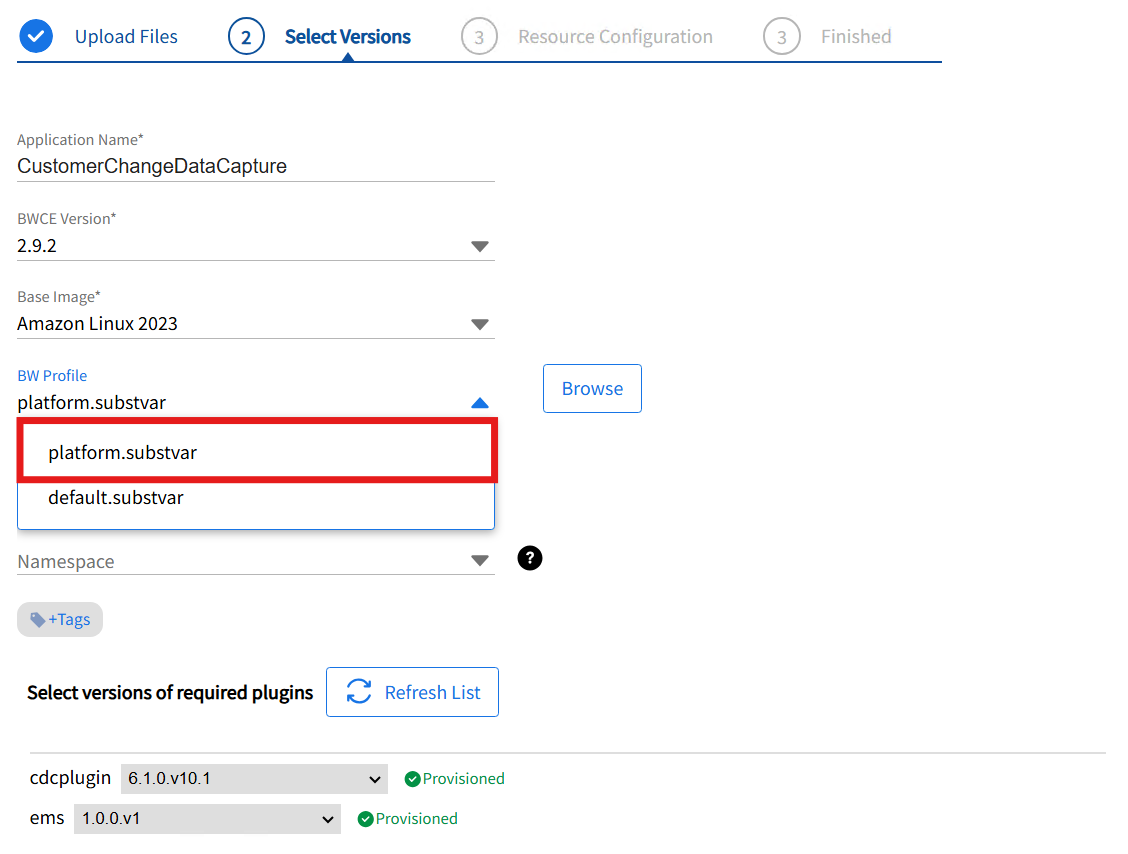 Upload Files 2 Select Versions 3 Resource Configuration 3 Finished
Application Name*
CustomerChangeDataCapture
BWCE Version*
2.9.2
Base Image*
Amazon Linux 2023
BW Profile
platform.substvar
Browse
platform.substvar
default.substvar
Namespace ?
+Tags
Select versions of required plugins Refresh List
cdcplugin 6.1.0.v10.1 Provisioned
ems 1.0.0.v1 Provisioned